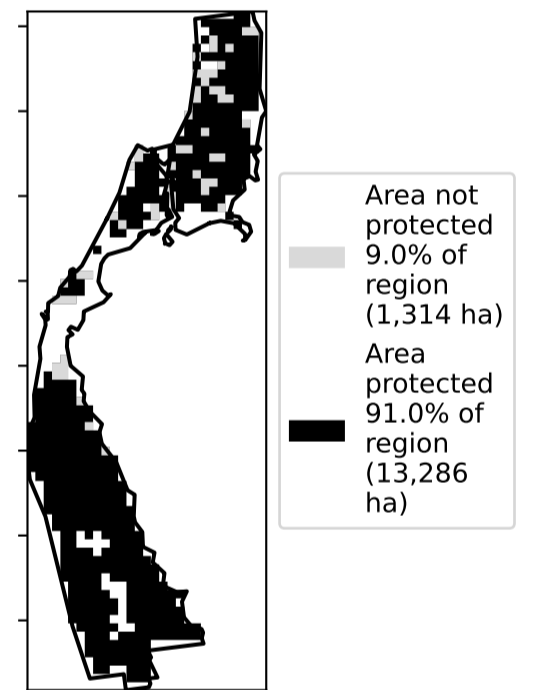 Area not
protected
9.0% of
region
(1,314 ha)
Area
protected
91.0% of
region
(13,286
ha)